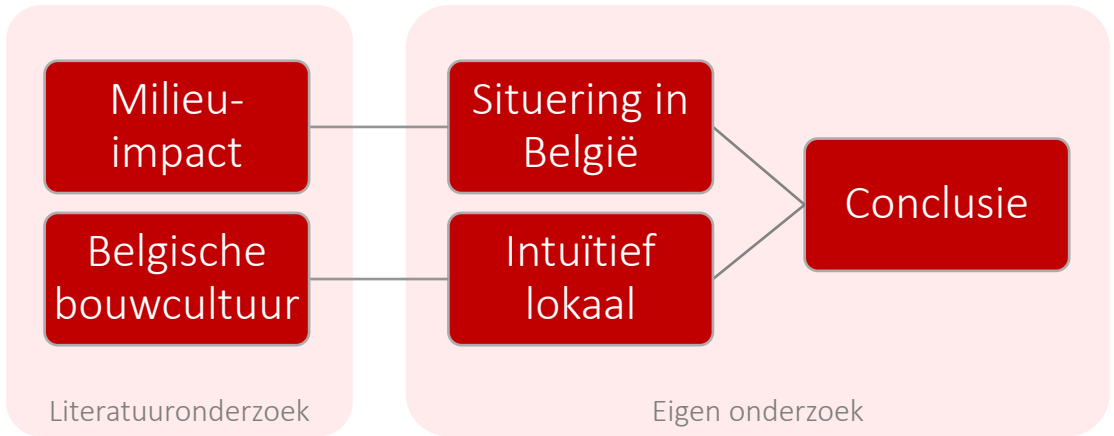 Milieu-
impact
Belgische
bouwcultuur
Literatuuronderzoek
Situering in
België
Intuïtief
lokaal
Conclusie
Eigen onderzoek